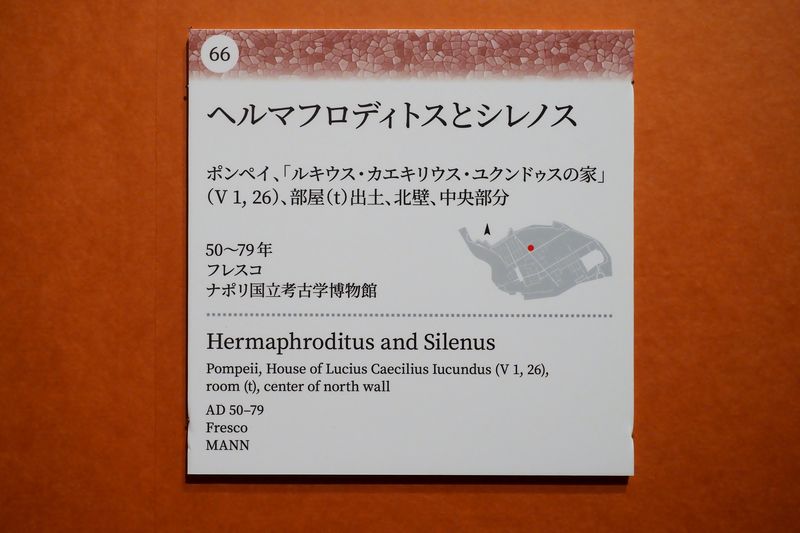 66
ヘルマフロディトスとシレノス
ポンペイ、「ルキウス・カエキリウス・ユクンドゥスの家」
（V 1, 26）、部屋（t）出土、北壁、中央部分
50〜79 年
フレスコ
ナポリ国立考古学博物館
Hermaphroditus and Silenus
Pompeii, House of Lucius Caecilius Iucundus (V 1, 26),
room (t), center of north wall
AD 50–79
Fresco
MANN